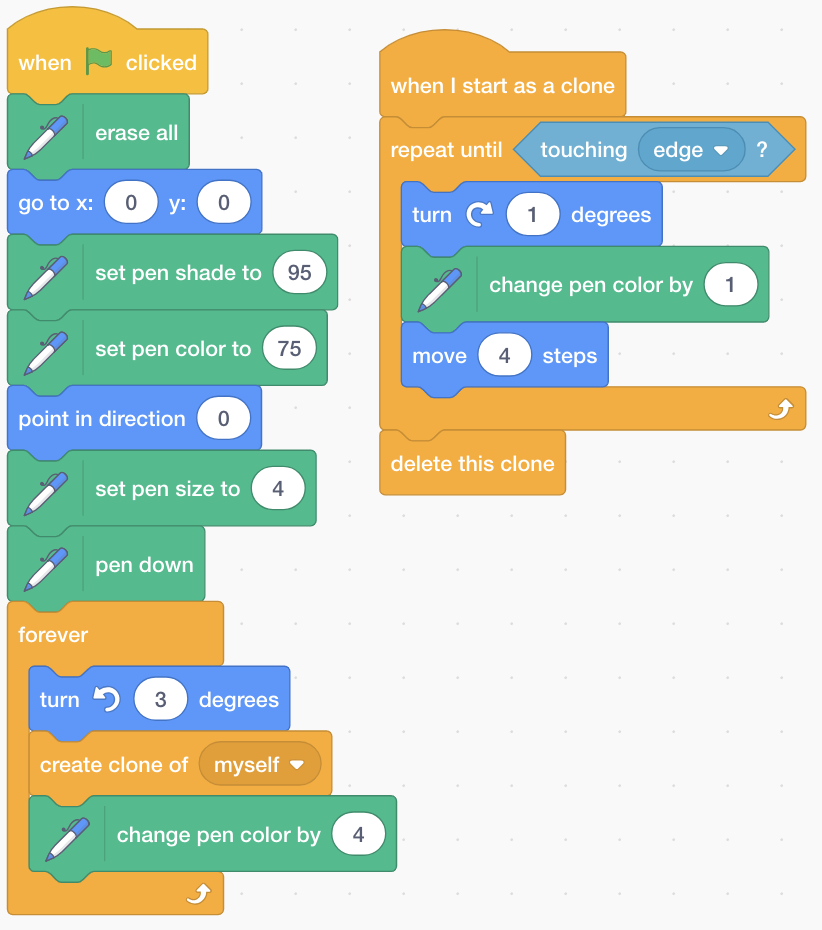 when clicked
erase all
go to x: 0 y: 0
set pen shade to 95
set pen color to 75
point in direction 0
set pen size to 4
pen down
forever
turn 3 degrees
create clone of myself
change pen color by 4
when I start as a clone
repeat until touching edge ?
turn 1 degrees
change pen color by 1
move 4 steps
delete this clone